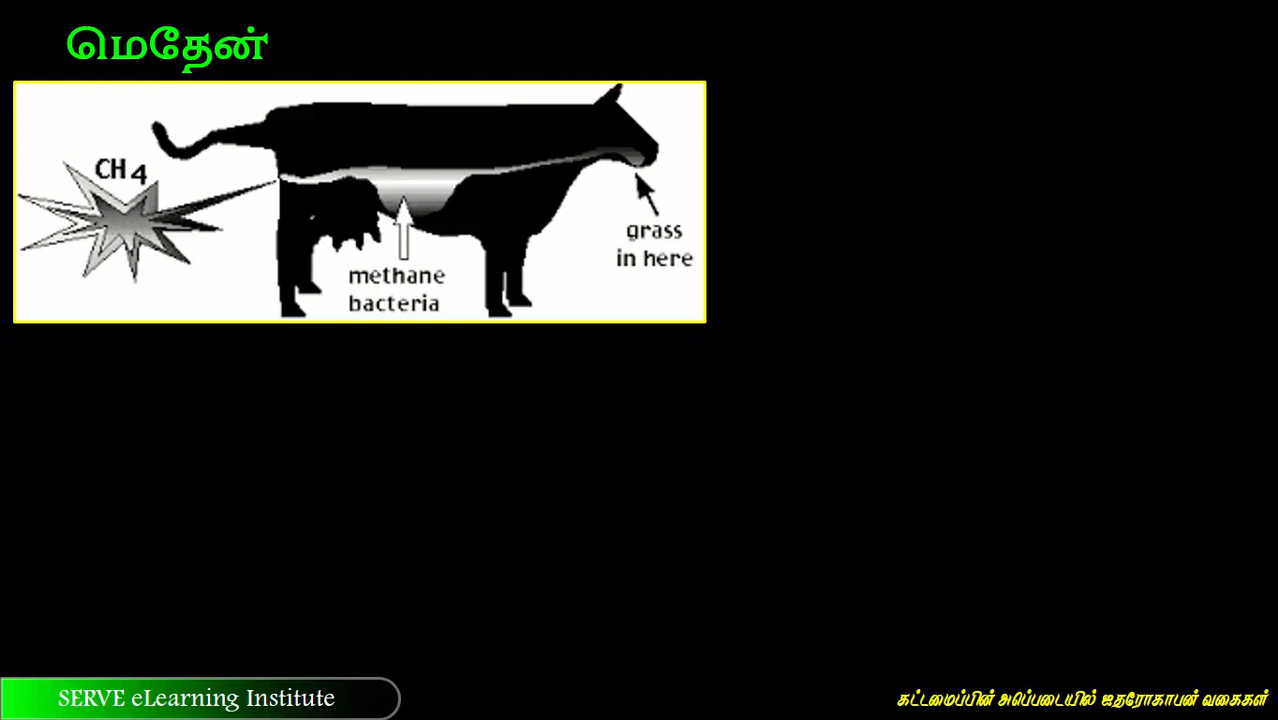 மெதேன்
CH4
grass
in here
methane
bacteria
SERVE eLearning Institute
கட்டமைப்பின் அடிப்படையில் ஐதரோகாபன் வகைகள்